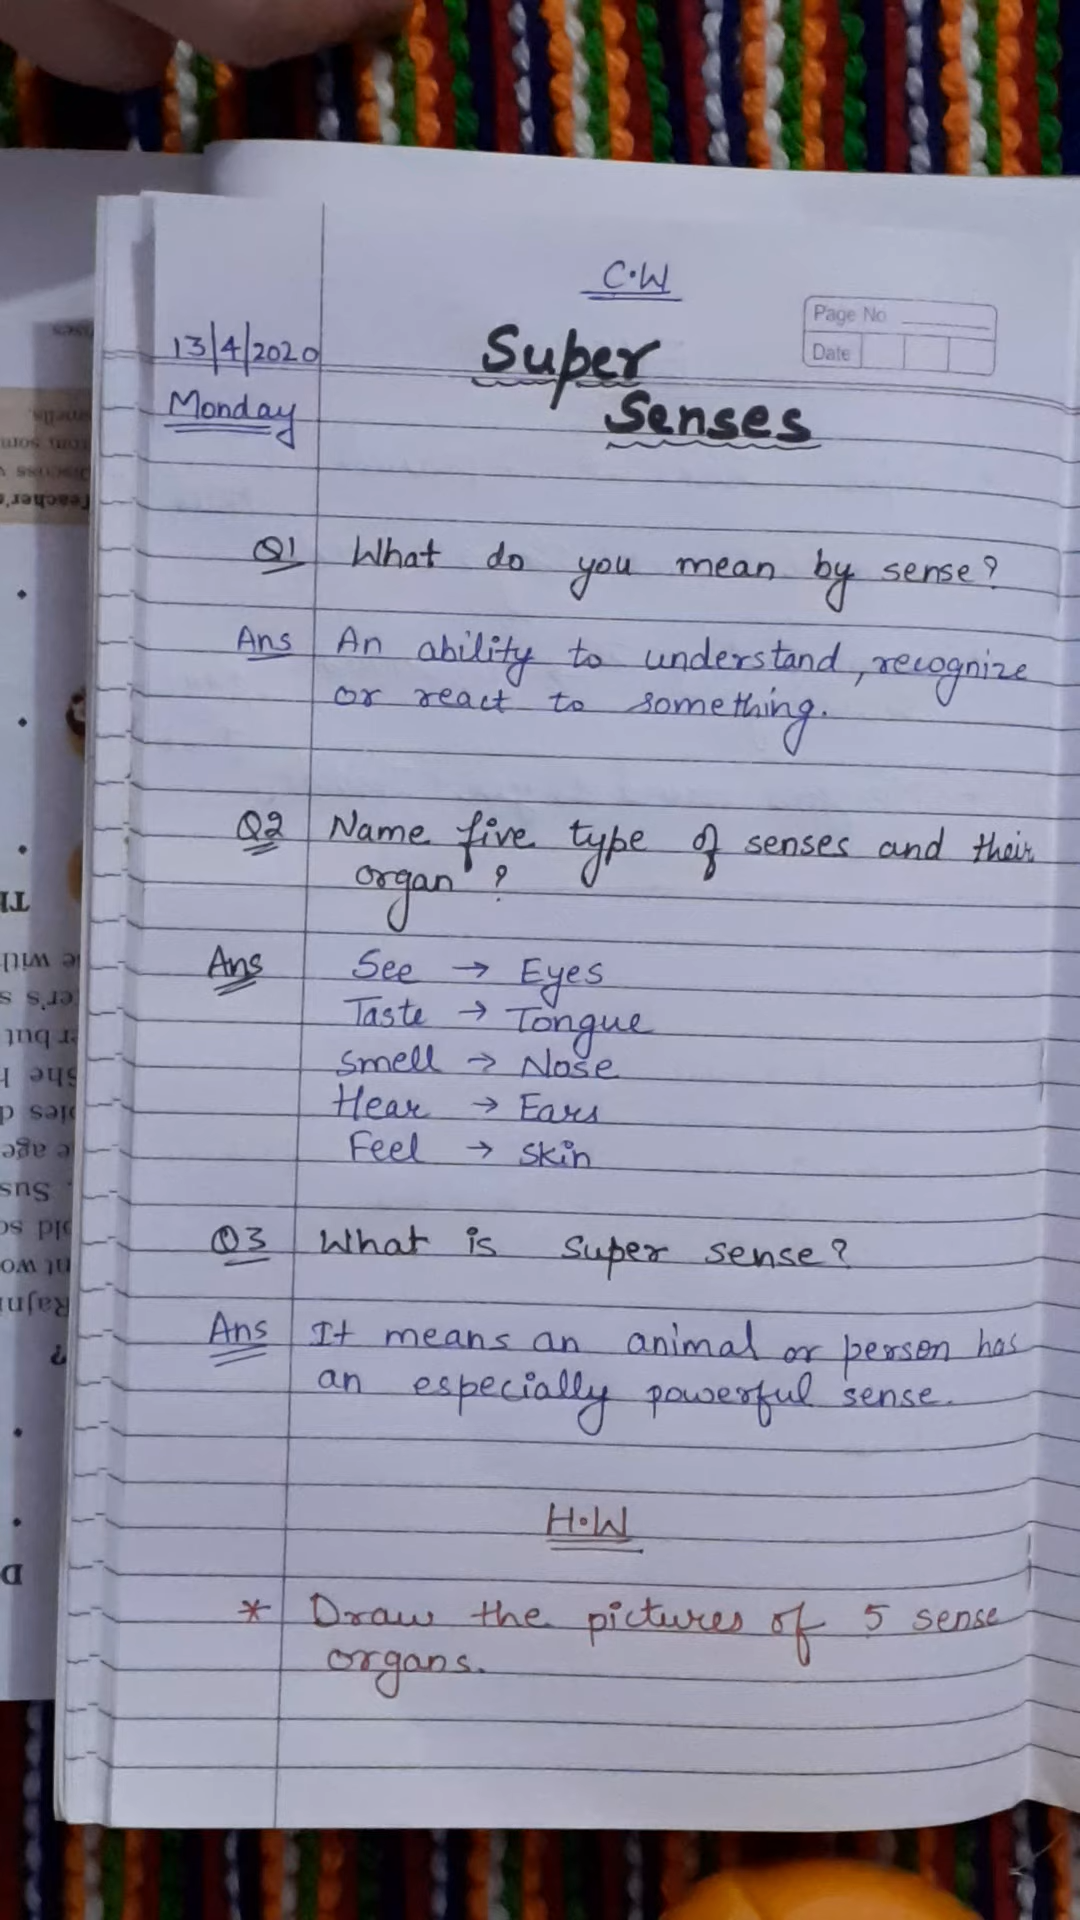 C.W
Page No
Date
13/4/2020
Monday
Super
Senses
Q1 What do you mean by sense?
Ans An ability to understand, recognize
or react to something.
Q2 Name five type of senses and their
organ ?
Ans See → Eyes
Taste → Tongue
Smell → Nose
Hear → Ears
Feel → Skin
Q3 What is super sense?
Ans It means an animal or person has
an especially powerful sense.
H.W
* Draw the pictures of 5 sense
organs.